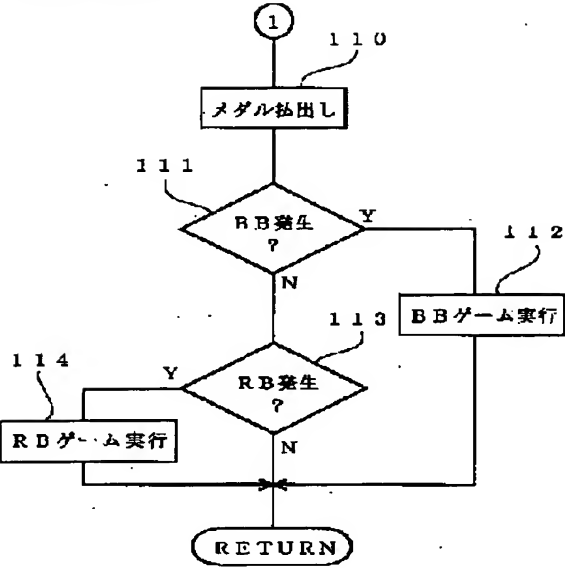 1
110
メダル払出し
111
BB発生
?
Y
112
N
BBゲーム実行
113
114
Y
RB発生
?
RBゲーム実行
N
RETURN